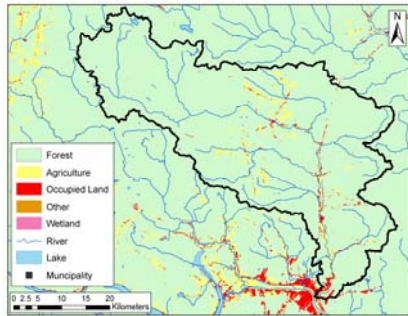 N
Forest
Agriculture
Occupied Land
Other
Wetland
River
Lake
Muncipality
0 2.5 5 10 15 20
Kilometers